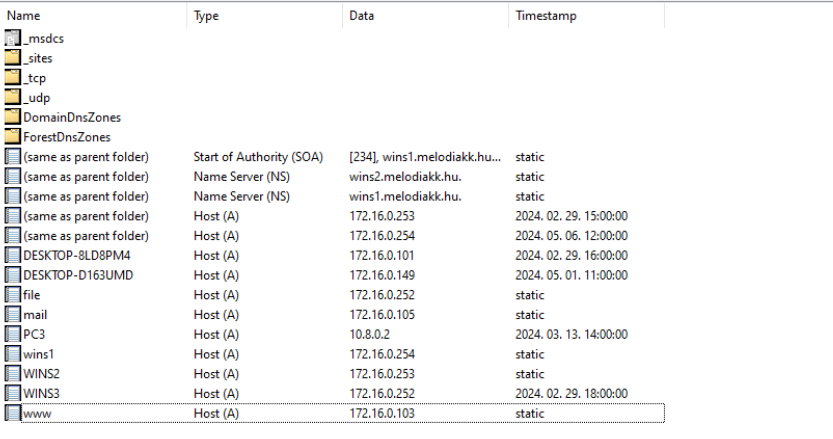 Name Type Data Timestamp
_msdcs
_sites
_tcp
_udp
DomainDnsZones
ForestDnsZones
(same as parent folder) Start of Authority (SOA) [234], wins1.melodiakk.hu... static
(same as parent folder) Name Server (NS) wins2.melodiakk.hu. static
(same as parent folder) Name Server (NS) wins1.melodiakk.hu. static
(same as parent folder) Host (A) 172.16.0.253 2024. 02. 29. 15:00:00
(same as parent folder) Host (A) 172.16.0.254 2024. 05. 06. 12:00:00
DESKTOP-8LD8PM4 Host (A) 172.16.0.101 2024. 02. 29. 16:00:00
DESKTOP-D163UMD Host (A) 172.16.0.149 2024. 05. 01. 11:00:00
file Host (A) 172.16.0.252 static
mail Host (A) 172.16.0.105 static
PC3 Host (A) 10.8.0.2 2024. 03. 13. 14:00:00
wins1 Host (A) 172.16.0.254 static
WINS2 Host (A) 172.16.0.253 static
WINS3 Host (A) 172.16.0.252 2024. 02. 29. 18:00:00
www Host (A) 172.16.0.103 static